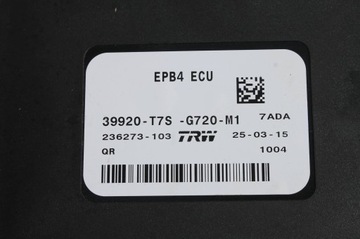 EPB4 ECU
39920-T7S -G720-M1 7ADA
236273-103 TRW 25-03-15
QR 1004